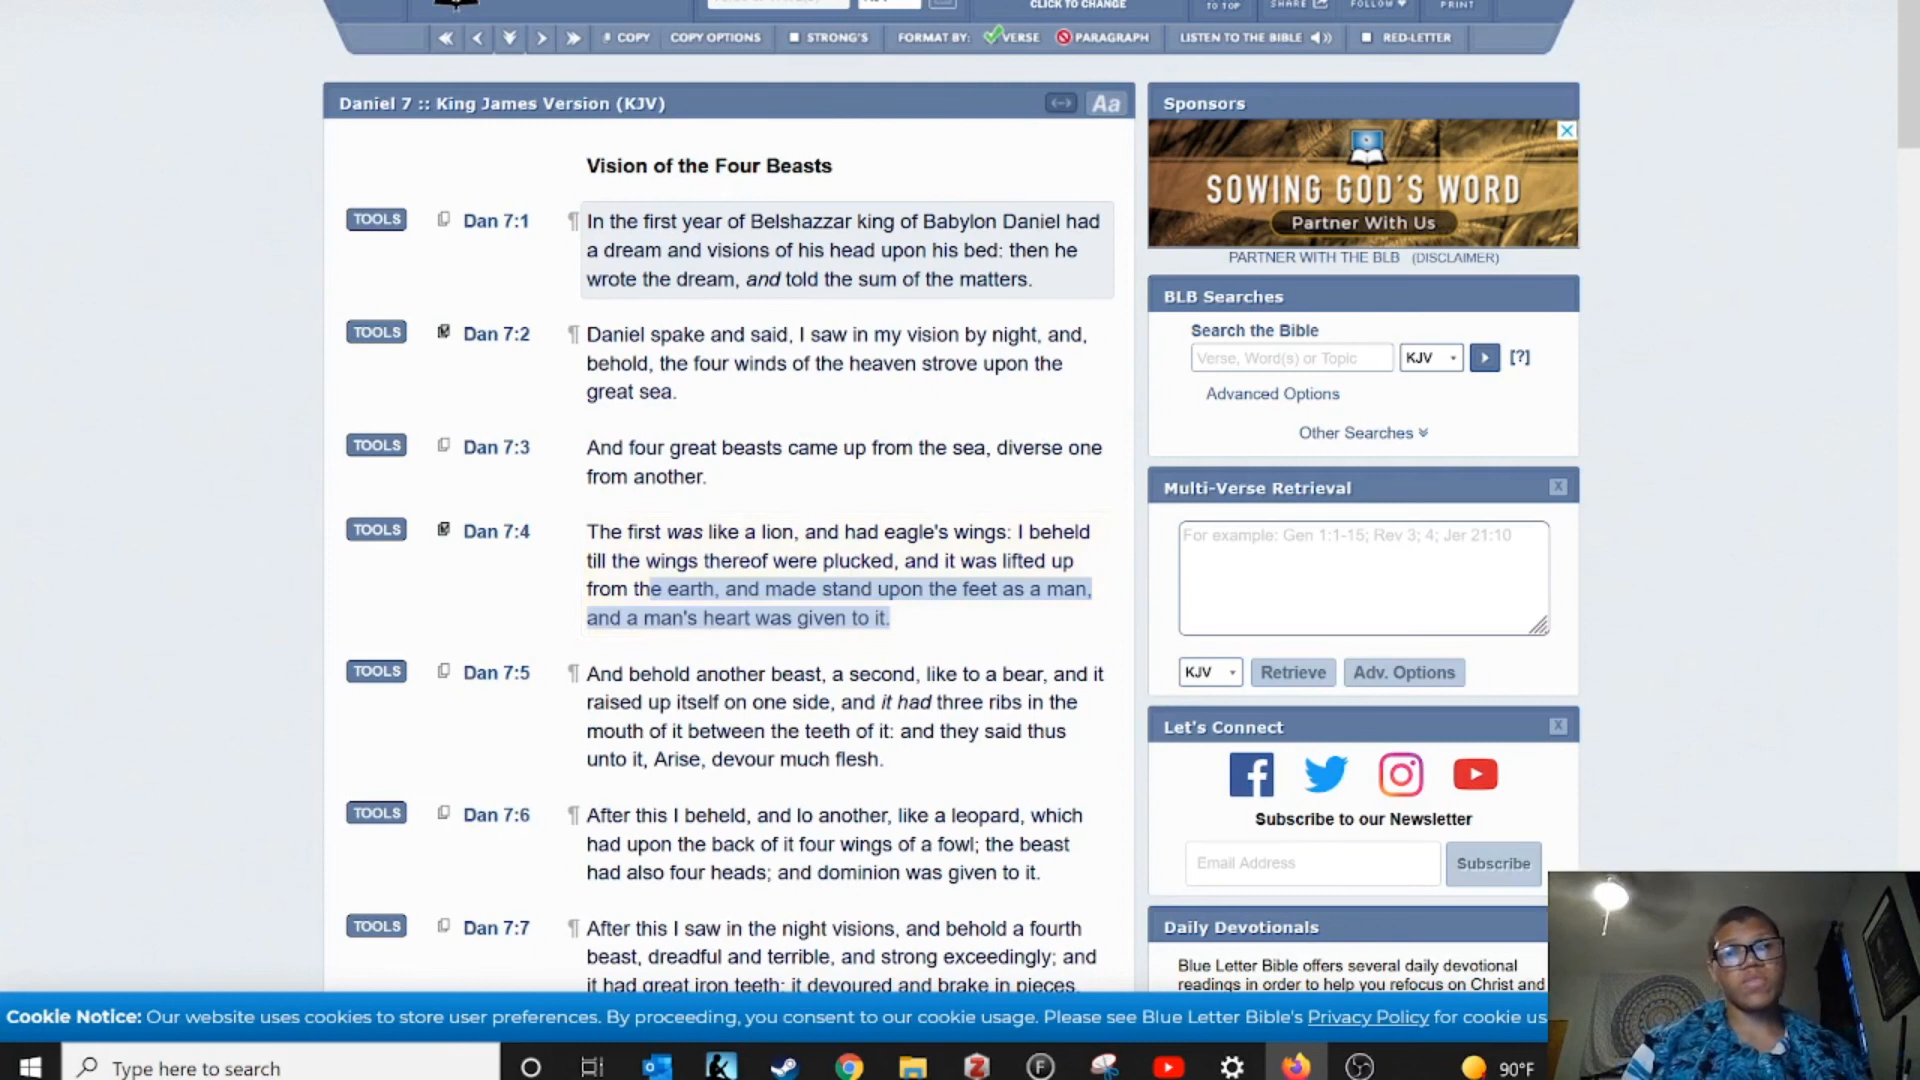 CLICK TO CHANGE
TO TOP
SHARE
FOLLOW
PRINT
COPY
COPY OPTIONS
STRONG'S
FORMAT BY:
VERSE
PARAGRAPH
LISTEN TO THE BIBLE
RED-LETTER
Daniel 7 :: King James Version (KJV)
Aa
Vision of the Four Beasts
TOOLS
Dan 7:1
¶ In the first year of Belshazzar king of Babylon Daniel had
a dream and visions of his head upon his bed: then he
wrote the dream, and told the sum of the matters.
TOOLS
Dan 7:2
¶ Daniel spake and said, I saw in my vision by night, and,
behold, the four winds of the heaven strove upon the
great sea.
TOOLS
Dan 7:3
And four great beasts came up from the sea, diverse one
from another.
TOOLS
Dan 7:4
The first was like a lion, and had eagle's wings: I beheld
till the wings thereof were plucked, and it was lifted up
from the earth, and made stand upon the feet as a man,
and a man's heart was given to it.
TOOLS
Dan 7:5
¶ And behold another beast, a second, like to a bear, and it
raised up itself on one side, and it had three ribs in the
mouth of it between the teeth of it: and they said thus
unto it, Arise, devour much flesh.
TOOLS
Dan 7:6
¶ After this I beheld, and lo another, like a leopard, which
had upon the back of it four wings of a fowl; the beast
had also four heads; and dominion was given to it.
TOOLS
Dan 7:7
¶ After this I saw in the night visions, and behold a fourth
beast, dreadful and terrible, and strong exceedingly; and
it had great iron teeth: it devoured and brake in pieces,
Sponsors
SOWING GOD'S WORD
Partner With Us
PARTNER WITH THE BLB (DISCLAIMER)
BLB Searches
Search the Bible
Verse, Word(s) or Topic
KJV
[?]
Advanced Options
Other Searches
Multi-Verse Retrieval
X
For example: Gen 1:1-15; Rev 3; 4; Jer 21:10
KJV
Retrieve
Adv. Options
Let's Connect
X
Subscribe to our Newsletter
Email Address
Subscribe
Daily Devotionals
Blue Letter Bible offers several daily devotional
readings in order to help you refocus on Christ and
Cookie Notice: Our website uses cookies to store user preferences. By proceeding, you consent to our cookie usage. Please see Blue Letter Bible's Privacy Policy for cookie us
Type here to search
90°F